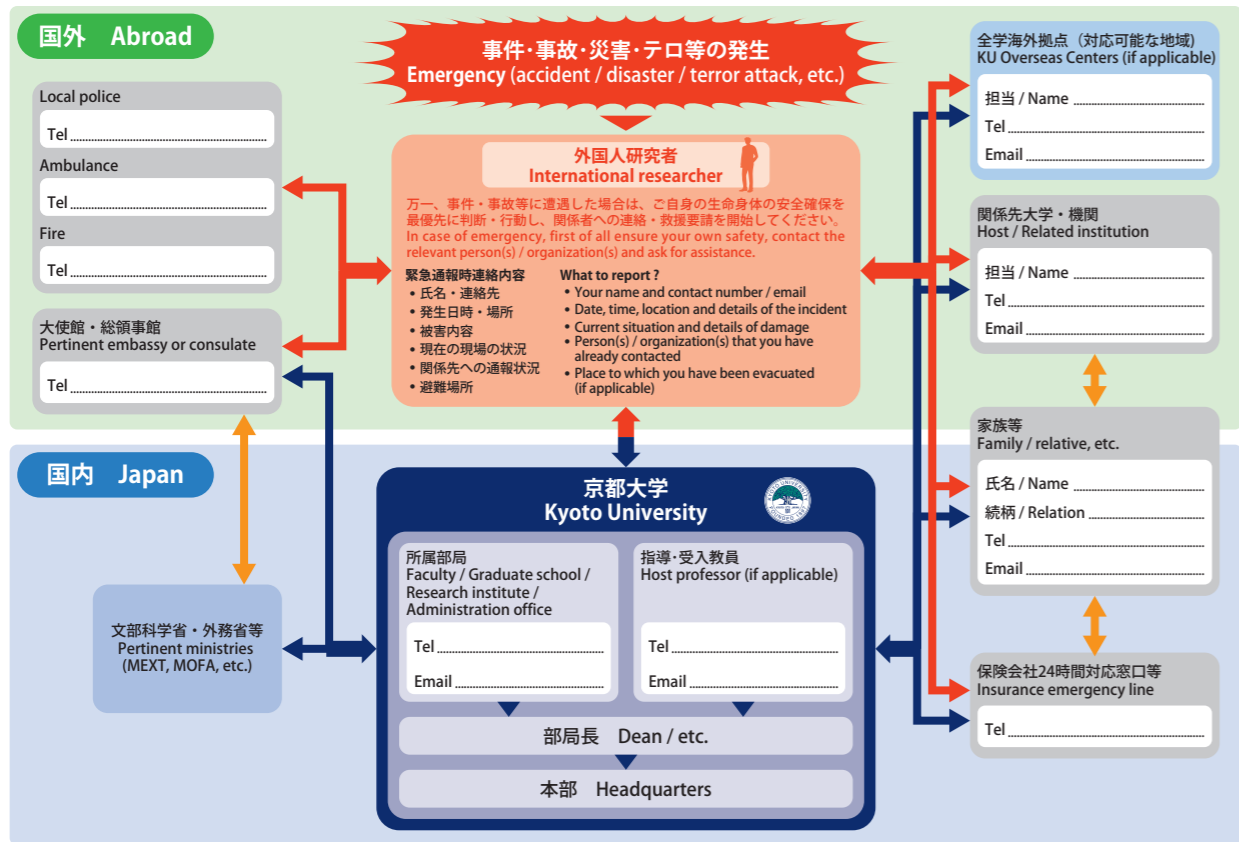 国外　Abroad
事件･事故･災害･テロ等の発生
Emergency (accident / disaster / terror attack, etc.)
Local police
Tel
Ambulance
Tel
Fire
Tel
大使館・総領事館
Pertinent embassy or consulate
Tel
外国人研究者
International researcher
万一、事件・事故等に遭遇した場合は、ご自身の生命身体の安全確保を
最優先に判断・行動し、関係者への連絡・救援要請を開始してください。
In case of emergency, first of all ensure your own safety, contact the
relevant person(s) / organization(s) and ask for assistance.
緊急通報時連絡内容
• 氏名・連絡先
• 発生日時・場所
• 被害内容
• 現在の現場の状況
• 関係先への通報状況
• 避難場所
What to report ?
• Your name and contact number / email
• Date, time, location and details of the incident
• Current situation and details of damage
• Person(s) / organization(s) that you have
already contacted
• Place to which you have been evacuated
(if applicable)
全学海外拠点（対応可能な地域)
KU Overseas Centers (if applicable)
担当 / Name
Tel
Email
関係先大学・機関
Host / Related institution
担当 / Name
Tel
Email
家族等
Family / relative, etc.
氏名 / Name
続柄 / Relation
Tel
Email
保険会社24時間対応窓口等
Insurance emergency line
Tel
国内　Japan
文部科学省・外務省等
Pertinent ministries
(MEXT, MOFA, etc.)
京都大学
Kyoto University
KYOTO UNIVERSITY
FOUNDED 1897
所属部局
Faculty / Graduate school /
Research institute /
Administration office
Tel
Email
指導･受入教員
Host professor (if applicable)
Tel
Email
部局長　Dean / etc.
本部　Headquarters